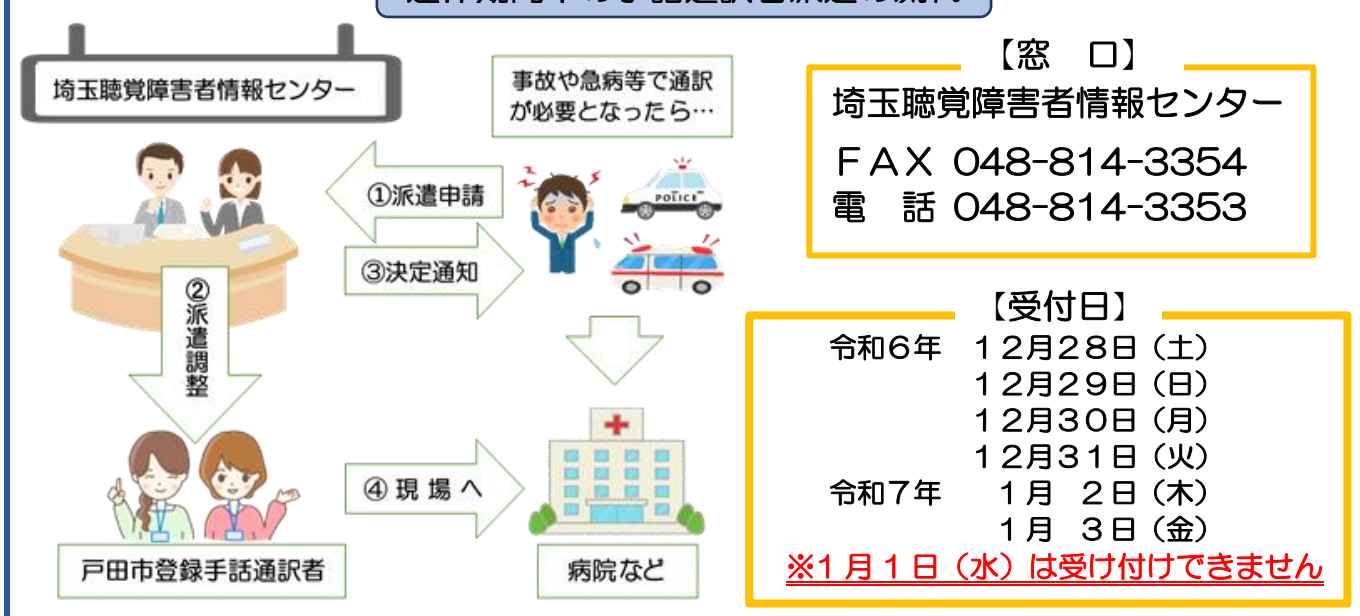 埼玉聴覚障害者情報センター
事故や急病等で通訳
が必要となったら…
①派遣申請
POLICE
③決定通知
②派遣調整
④現場へ
戸田市登録手話通訳者
病院など
【窓　口】
埼玉聴覚障害者情報センター
ＦＡＸ 048-814-3354
電　話 048-814-3353
【受付日】
令和６年　１２月２８日（土）
１２月２９日（日）
１２月３０日（月）
１２月３１日（火）
令和７年　１月　２日（木）
１月　３日（金）
※１月１日（水）は受け付けできません